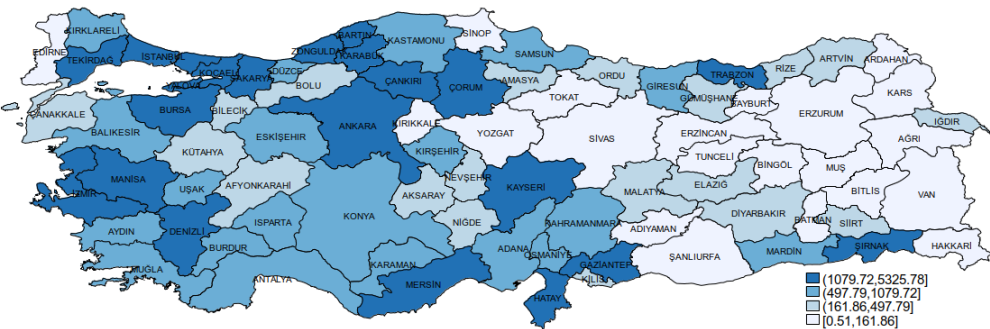 KIRKLARELİ
EDİRNE
TEKİRDAĞ
İSTANBUL
KOCAELİ
SAKARYA
DÜZCE
ZONGULDAK
BARTIN
KARABÜK
KASTAMONU
SİNOP
SAMSUN
BOLU
ÇANKIRI
ÇORUM
AMASYA
ORDU
GİRESUN
TRABZON
RİZE
ARTVİN
ARDAHAN
KARS
GÜMÜŞHANE
BAYBURT
ERZURUM
IĞDIR
ÇANAKKALE
BALIKESİR
BURSA
BİLECİK
ESKİŞEHİR
ANKARA
KIRIKKALE
YOZGAT
TOKAT
SİVAS
ERZİNCAN
AĞRI
KÜTAHYA
KIRŞEHİR
TUNCELİ
BİNGÖL
MUŞ
MANİSA
UŞAK
AFYONKARAHİ
AKSARAY
NEVŞEHİR
KAYSERİ
MALATYA
ELAZIĞ
BİTLİS
VAN
İZMİR
AYDIN
DENİZLİ
ISPARTA
KONYA
NİĞDE
KAHRAMANMARA
ADIYAMAN
DİYARBAKIR
BATMAN
SİİRT
MUĞLA
BURDUR
ANTALYA
KARAMAN
MERSİN
ADANA
OSMANİYE
GAZİANTEP
KİLİS
ŞANLIURFA
MARDİN
ŞIRNAK
HAKKARİ
HATAY
(1079.72,5325.78]
(497.79,1079.72]
(161.86,497.79]
[0.51,161.86]